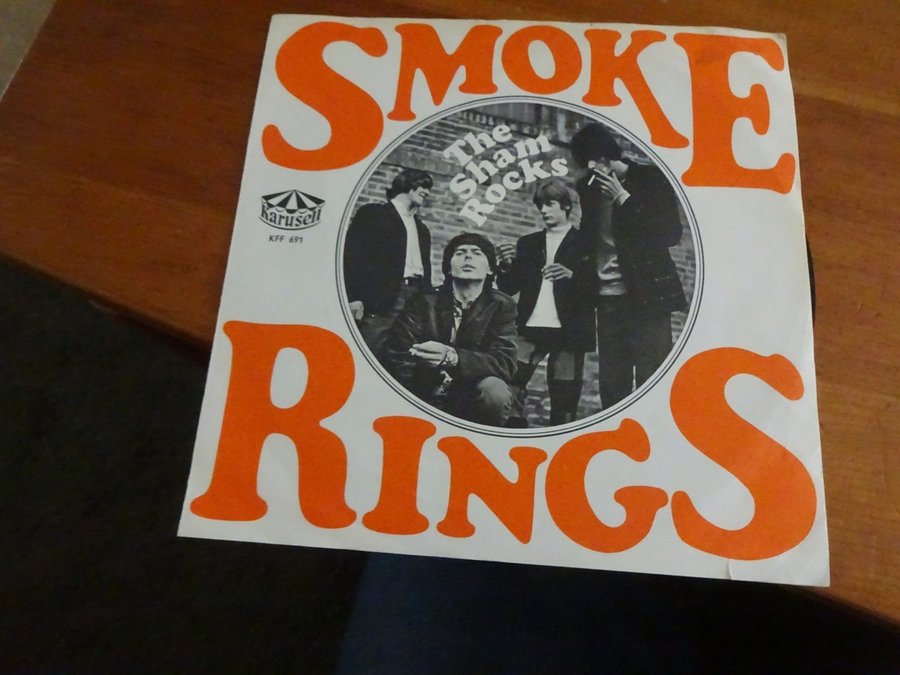 SMOKE
The
Sham
Rocks
Karusell
KFF 691
RINGS